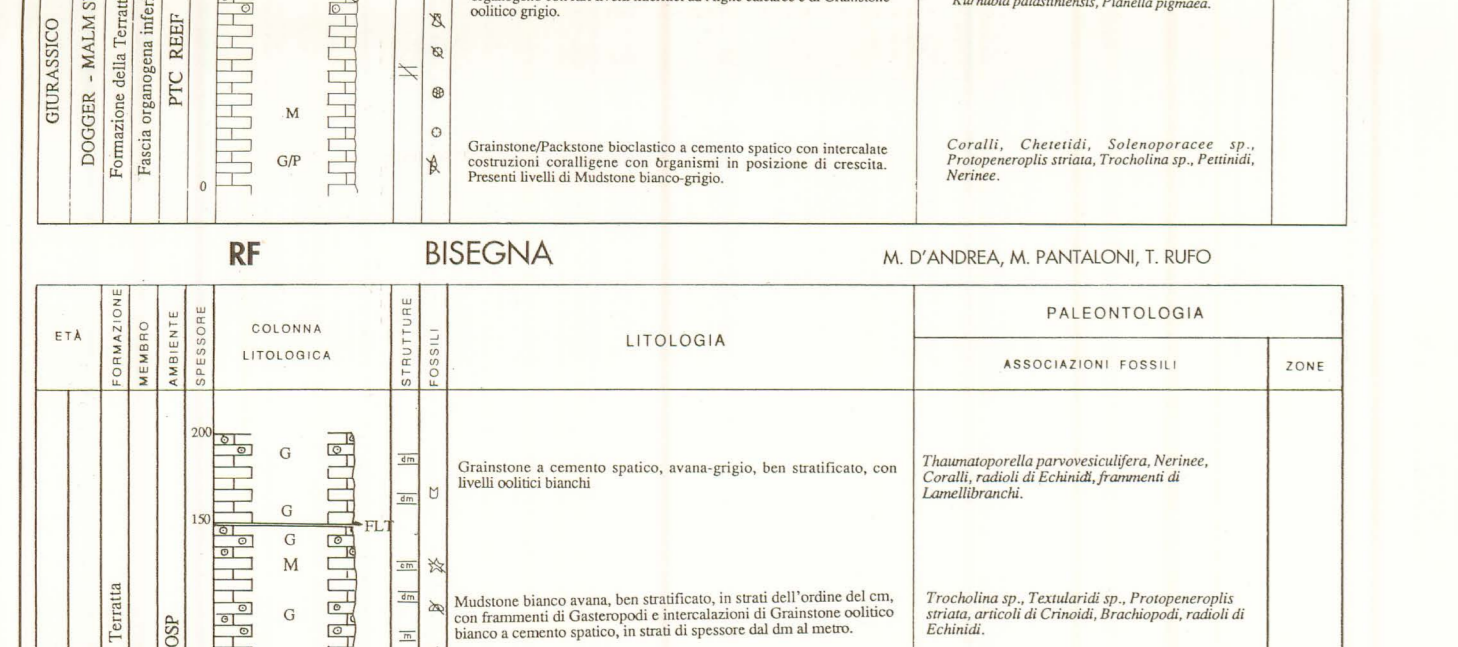 oolitico grigio.
Kurnubia palastiniensis, Pianella pigmaea.
GIURASSICO
DOGGER - MALM
Formazione della Terratta
Fascia organogena
PTC REEF
M
G/P
0
Grainstone/Packstone bioclastico a cemento spatico con intercalate
costruzioni coralligene con organismi in posizione di crescita.
Presenti livelli di Mudstone bianco-grigio.
Coralli, Chetetidi, Solenoporacee sp.,
Protopeneroplis striata, Trocholina sp., Pettinidi,
Nerinee.
RF BISEGNA M. D'ANDREA, M. PANTALONI, T. RUFO
ETÀ
FORMAZIONE
MEMBRO
AMBIENTE
SPESSORE
COLONNA
LITOLOGICA
STRUTTURE
FOSSILI
LITOLOGIA
PALEONTOLOGIA
ASSOCIAZIONI FOSSILI
ZONE
200
G
dm
Grainstone a cemento spatico, avana-grigio, ben stratificato, con
livelli oolitici bianchi
Thaumatoporella parvovesiculifera, Nerinee,
Coralli, radioli di Echinidi, frammenti di
Lamellibranchi.
dm
G
150
FLT
G
M
cm
dm
G
m
Terratta
OSP
Mudstone bianco avana, ben stratificato, in strati dell'ordine del cm,
con frammenti di Gasteropodi e intercalazioni di Grainstone oolitico
bianco a cemento spatico, in strati di spessore dal dm al metro.
Trocholina sp., Textularidi sp., Protopeneroplis
striata, articoli di Crinoidi, Brachiopodi, radioli di
Echinidi.